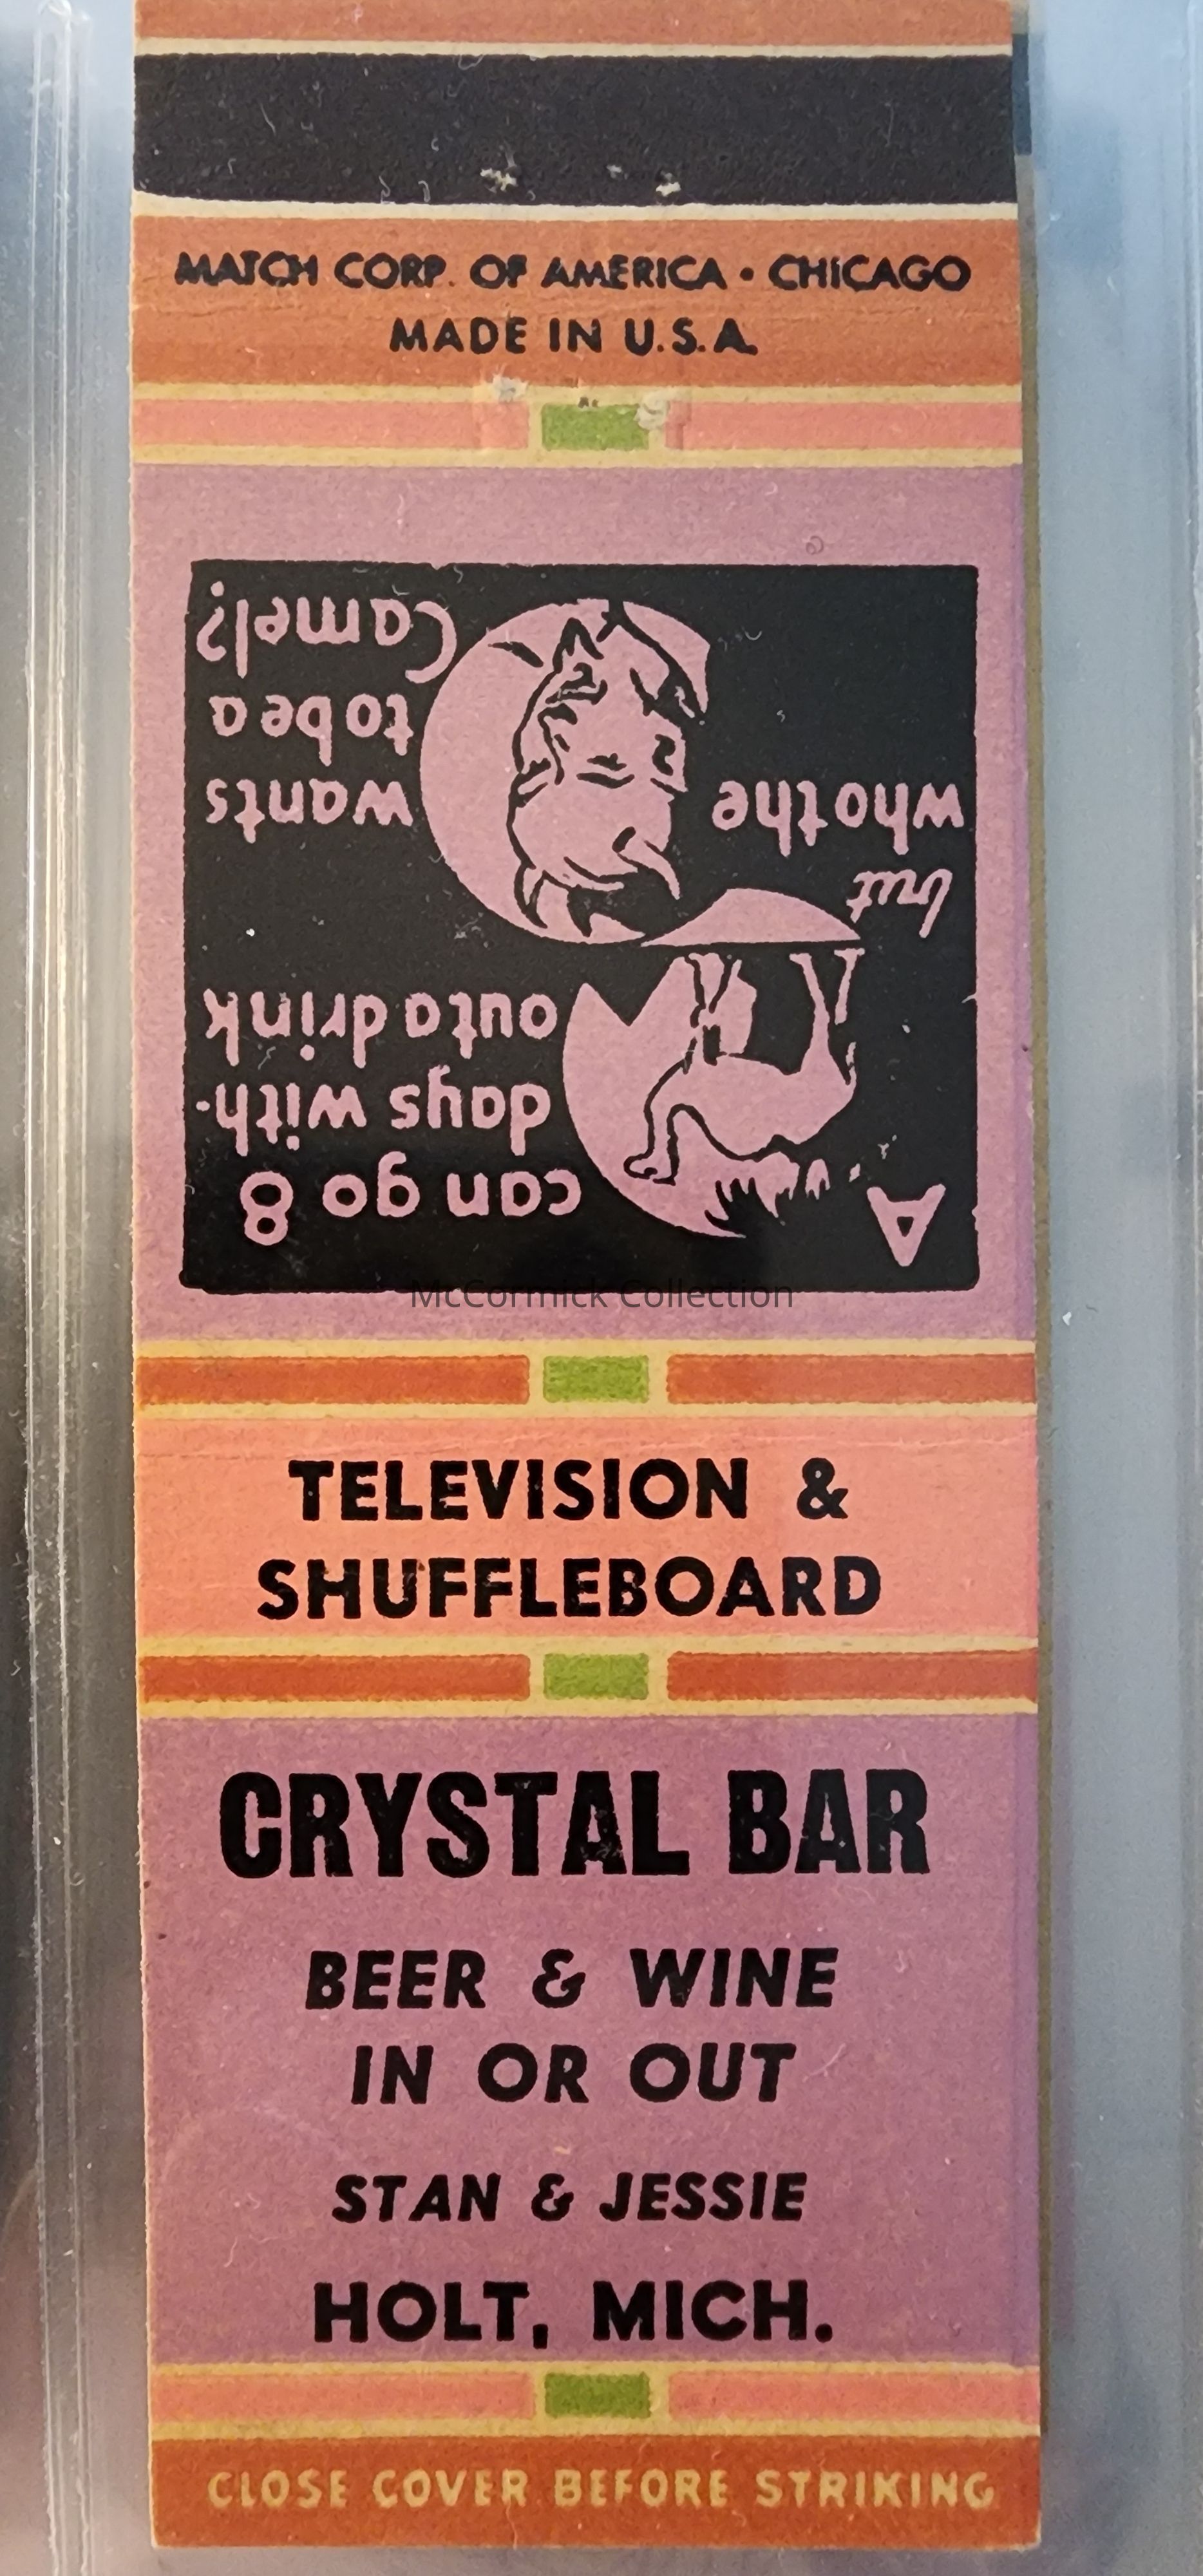 MATCH CORP. OF AMERICA • CHICAGO
MADE IN U.S.A.
A
can go 8
days with-
out a drink
but
who the
wants
to be a
Camel?
McCormick Collection
TELEVISION &
SHUFFLEBOARD
CRYSTAL BAR
BEER & WINE
IN OR OUT
STAN & JESSIE
HOLT, MICH.
CLOSE COVER BEFORE STRIKING